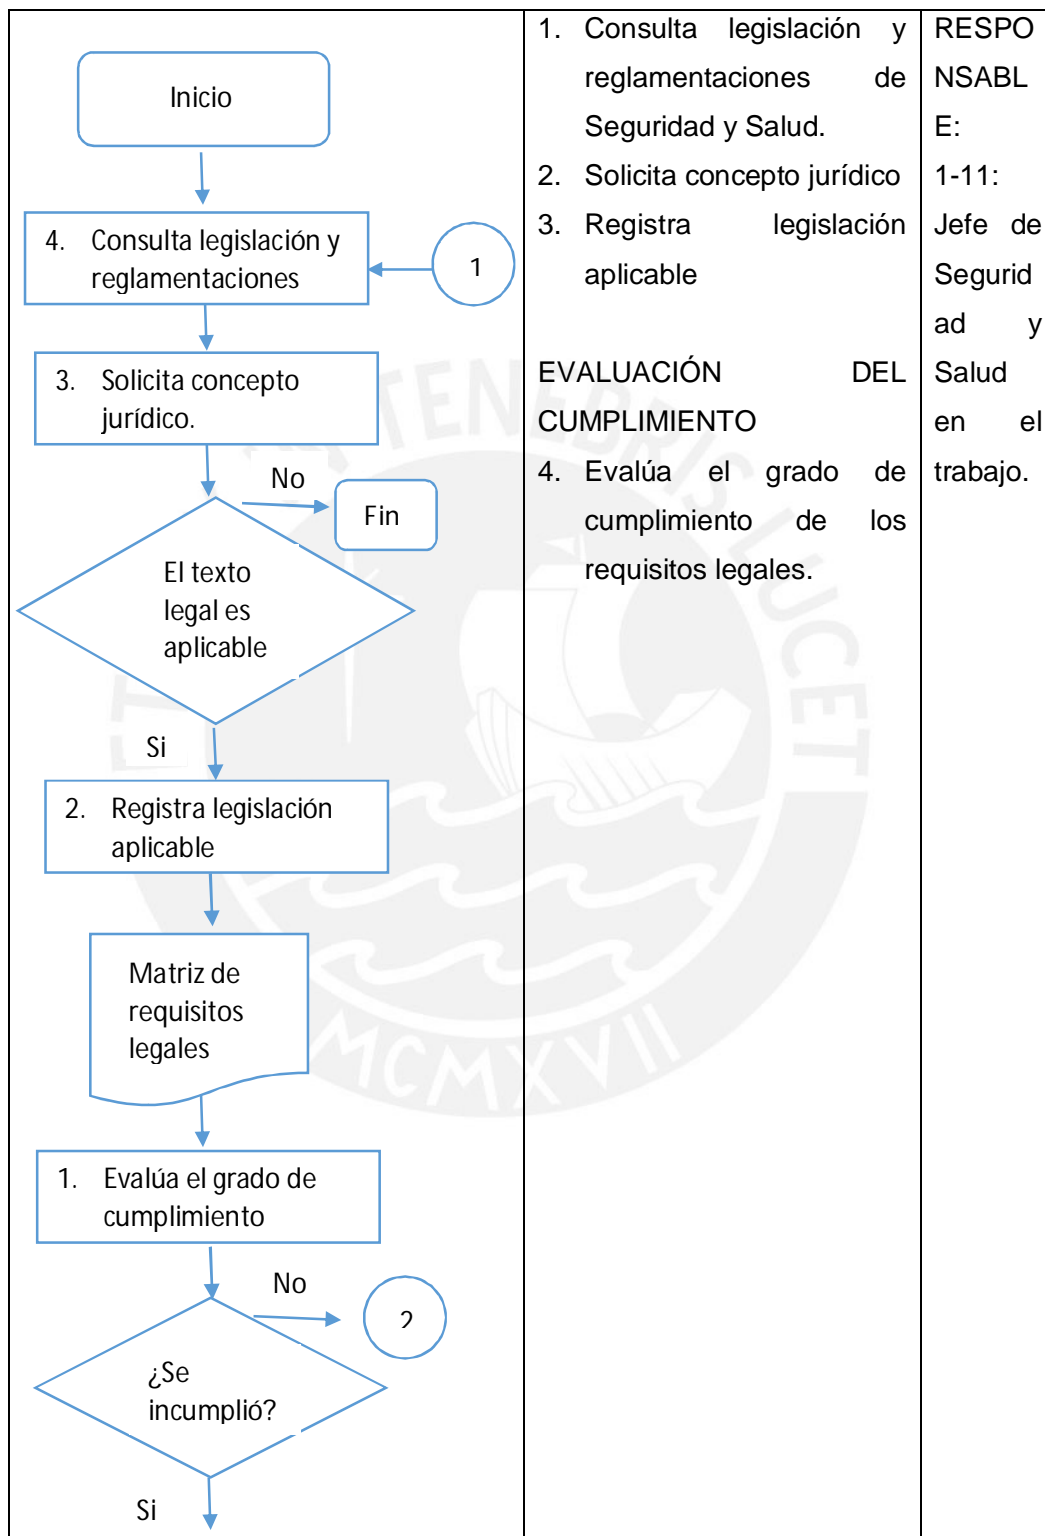 Inicio
4. Consulta legislación y
reglamentaciones
1
3. Solicita concepto
jurídico.
No
Fin
El texto
legal es
aplicable
Si
2. Registra legislación
aplicable
Matriz de
requisitos
legales
1. Evalúa el grado de
cumplimiento
No
2
¿Se
incumplió?
Si
1. Consulta legislación y
reglamentaciones de
Seguridad y Salud.
2. Solicita concepto jurídico
3. Registra legislación
aplicable
EVALUACIÓN DEL
CUMPLIMIENTO
4. Evalúa el grado de
cumplimiento de los
requisitos legales.
RESPO
NSABL
E:
1-11:
Jefe de
Segurid
ad y
Salud
en el
trabajo.
ET TENEBRIS LUCET
MCMXVII